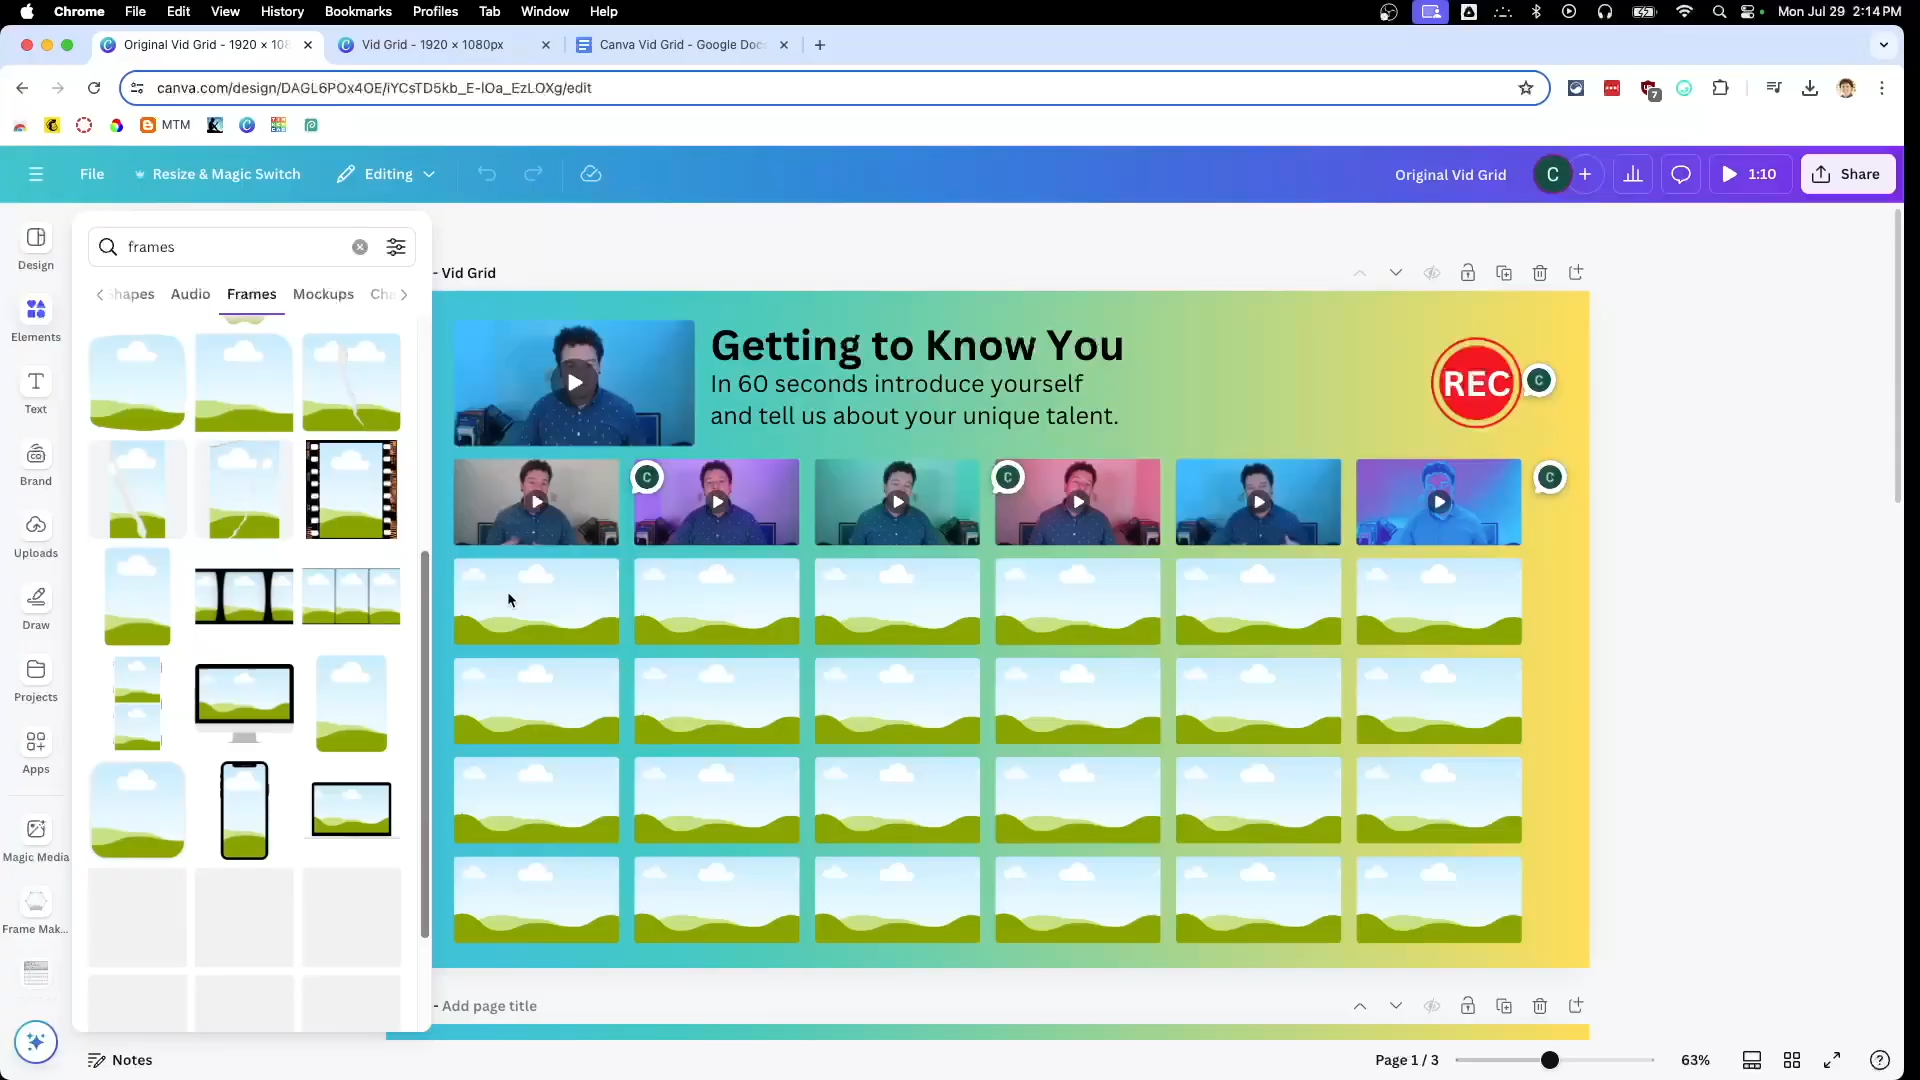 Chrome File Edit View History Bookmarks Profiles Tab Window Help
Mon Jul 29 2:14 PM
Original Vid Grid - 1920 × 108
Vid Grid - 1920 × 1080px
Canva Vid Grid - Google Doc
canva.com/design/DAGL6POx4OE/iYCsTD5kb_E-lOa_EzLOXg/edit
7
MTM
File
Resize & Magic Switch
Editing
Original Vid Grid
C
1:10
Share
Design
Elements
Text
Brand
Uploads
Draw
Projects
Apps
Magic Media
Frame Mak...
frames
Shapes Audio Frames Mockups Cha
- Vid Grid
Getting to Know You
In 60 seconds introduce yourself
and tell us about your unique talent.
REC
C
C
C
C
- Add page title
Notes
Page 1 / 3
63%